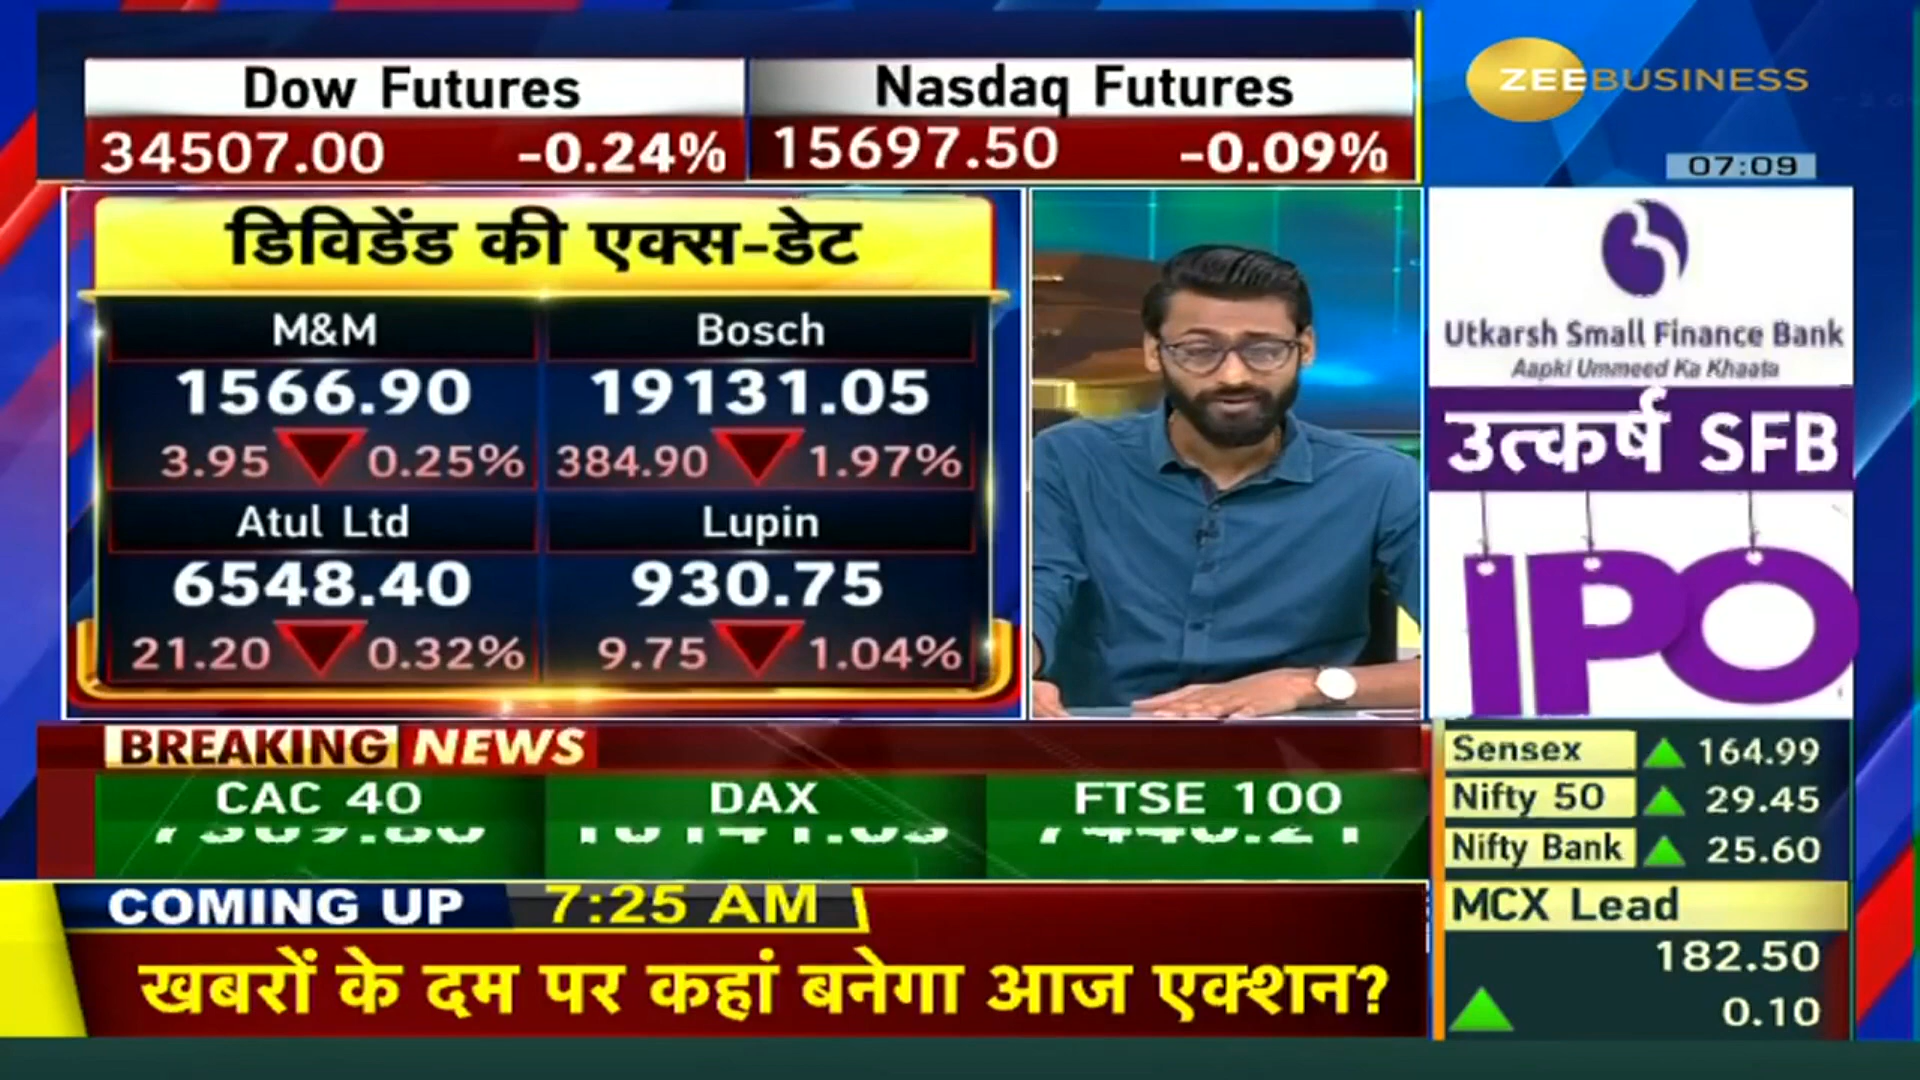 Dow Futures
34507.00 -0.24%
Nasdaq Futures
15697.50 -0.09%
ZEEBUSINESS
07:09
डिविडेंड की एक्स-डेट
M&M
1566.90
3.95 0.25%
Bosch
19131.05
384.90 1.97%
Atul Ltd
6548.40
21.20 0.32%
Lupin
930.75
9.75 1.04%
Utkarsh Small Finance Bank
Aapki Ummeed Ka Khaata
उत्कर्ष SFB
IPO
BREAKING NEWS
CAC 40
DAX
FTSE 100
Sensex 164.99
Nifty 50 29.45
Nifty Bank 25.60
MCX Lead
182.50
0.10
COMING UP 7:25 AM
खबरों के दम पर कहां बनेगा आज एक्शन?